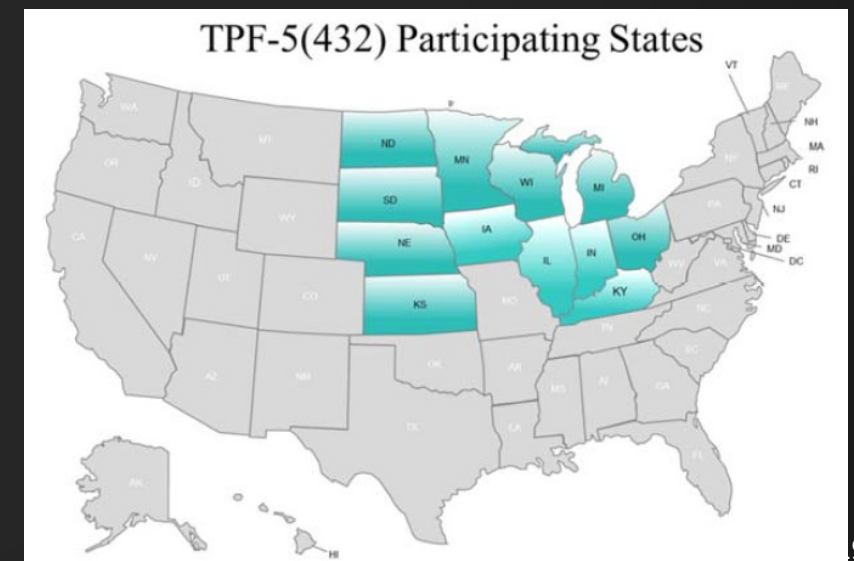 TPF-5(432) Participating States
VT
WA
ME
MT
ND
MN
NH
OR
MA
ID
WI
NY
RI
SD
MI
CT
WY
PA
NJ
IA
CA
OH
DE
NE
MD
NV
IN
IL
DC
WV
VA
UT
CO
KY
KS
MO
NC
TN
SC
OK
AR
AZ
NM
MS
GA
TX
LA
FL
AK
HI